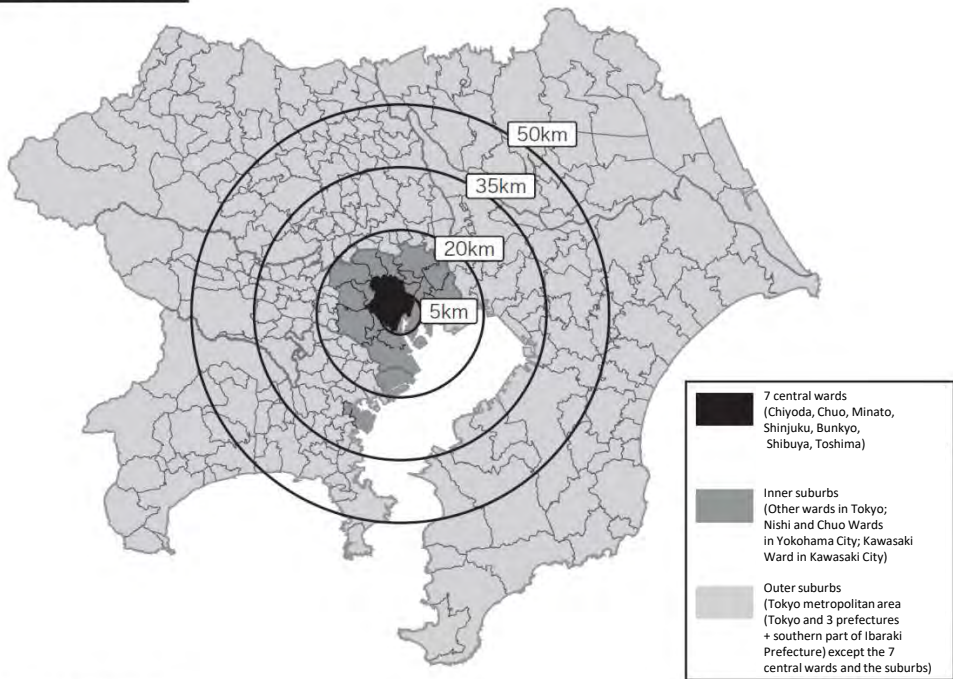 50km
35km
20km
5km
7 central wards
(Chiyoda, Chuo, Minato,
Shinjuku, Bunkyo,
Shibuya, Toshima)
Inner suburbs
(Other wards in Tokyo;
Nishi and Chuo Wards
in Yokohama City; Kawasaki
Ward in Kawasaki City)
Outer suburbs
(Tokyo metropolitan area
(Tokyo and 3 prefectures
+ southern part of Ibaraki
Prefecture) except the 7
central wards and the suburbs)